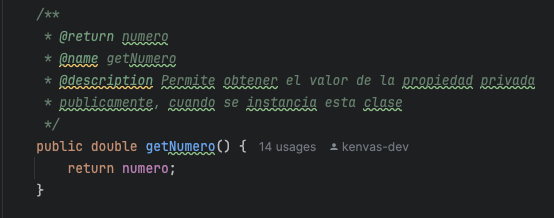 /**
* @return numero
* @name getNumero
* @description Permite obtener el valor de la propiedad privada
* publicamente, cuando se instancia esta clase
*/
public double getNumero() { 14 usages kenvas-dev
return numero;
}